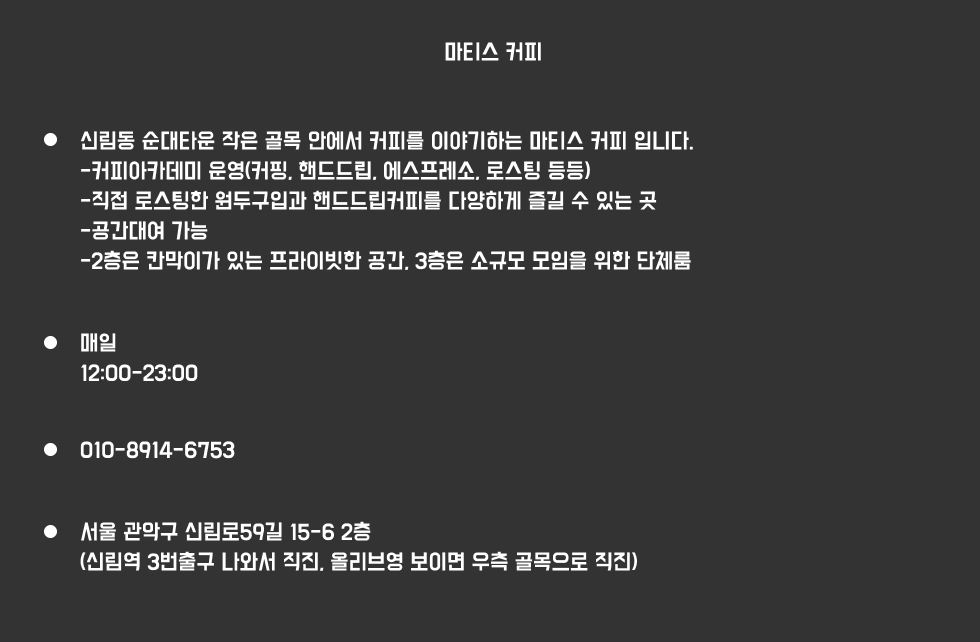 마티스 커피
신림동 순대타운 작은 골목 안에서 커피를 이야기하는 마티스 커피 입니다.
-커피아카데미 운영(커핑, 핸드드립, 에스프레소, 로스팅 등등)
-직접 로스팅한 원두구입과 핸드드립커피를 다양하게 즐길 수 있는 곳
-공간대여 가능
-2층은 칸막이가 있는 프라이빗한 공간, 3층은 소규모 모임을 위한 단체룸
매일
12:00-23:00
010-8914-6753
서울 관악구 신림로59길 15-6 2층
(신림역 3번출구 나와서 직진, 올리브영 보이면 우측 골목으로 직진)